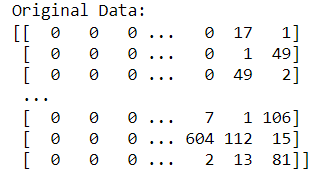 Original Data:
[[ 0 0 0 ... 0 17 1]
[ 0 0 0 ... 0 1 49]
[ 0 0 0 ... 0 49 2]
...
[ 0 0 0 ... 7 1 106]
[ 0 0 0 ... 604 112 15]
[ 0 0 0 ... 2 13 81]]